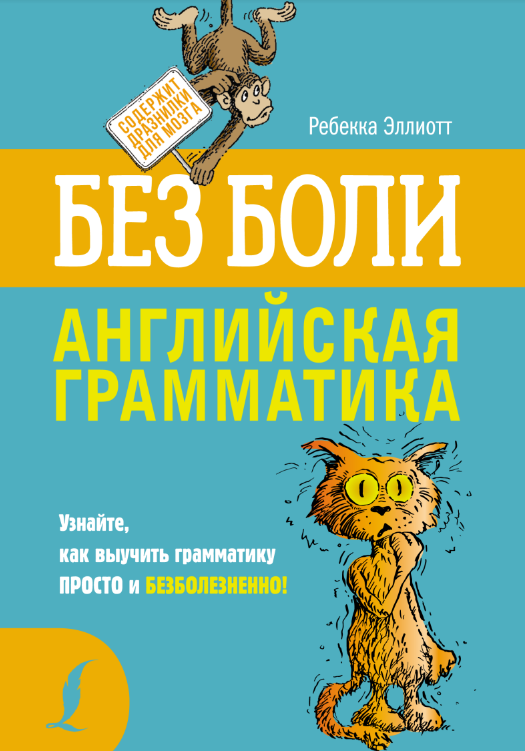 СОДЕРЖИТ
ДРАЗНИЛКИ
ДЛЯ МОЗГА
Ребекка Эллиотт
БЕЗ БОЛИ
АНГЛИЙСКАЯ
ГРАММАТИКА
Узнайте,
как выучить грамматику
ПРОСТО и БЕЗБОЛЕЗНЕННО!